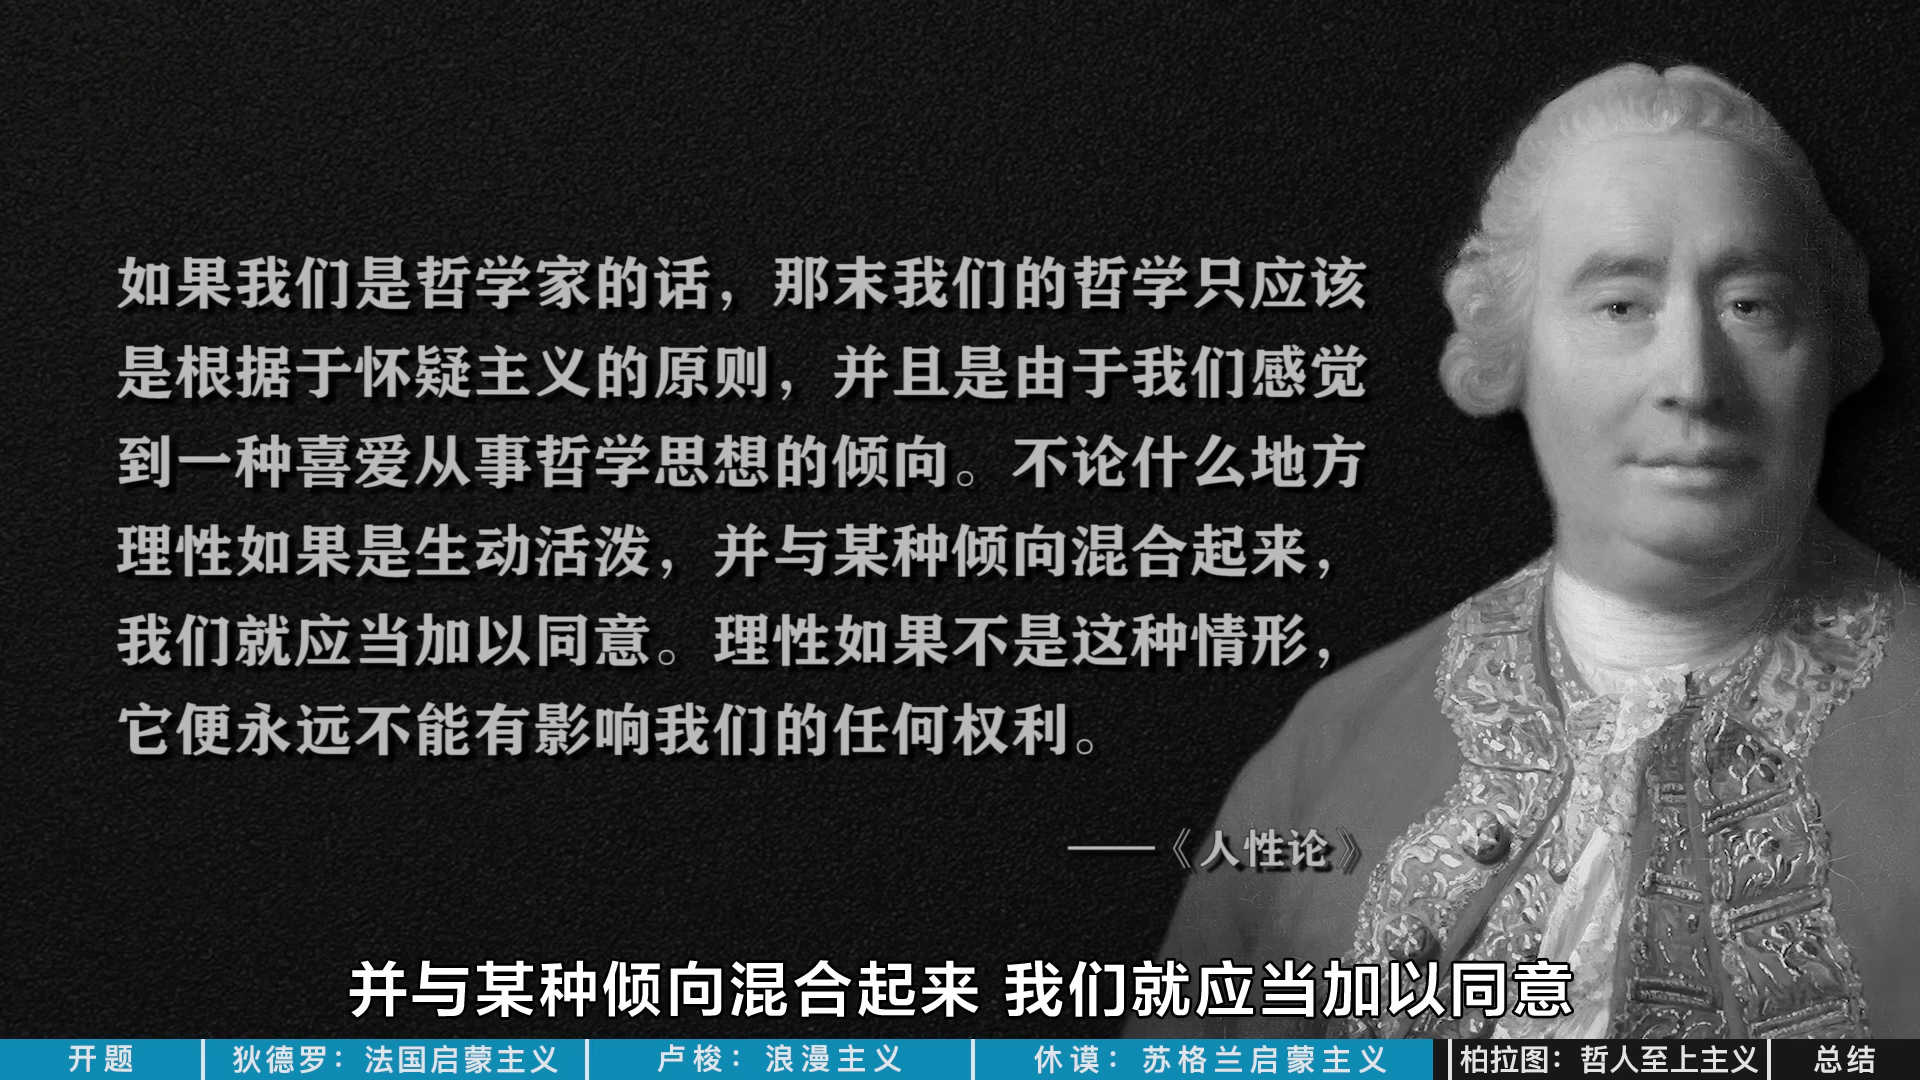 如果我们是哲学家的话，那末我们的哲学只应该
是根据于怀疑主义的原则，并且是由于我们感觉
到一种喜爱从事哲学思想的倾向。不论什么地方
理性如果是生动活泼，并与某种倾向混合起来，
我们就应当加以同意。理性如果不是这种情形，
它便永远不能有影响我们的任何权利。
——《人性论》
并与某种倾向混合起来 我们就应当加以同意
开题
狄德罗：法国启蒙主义
卢梭：浪漫主义
休谟：苏格兰启蒙主义
柏拉图：哲人至上主义
总结